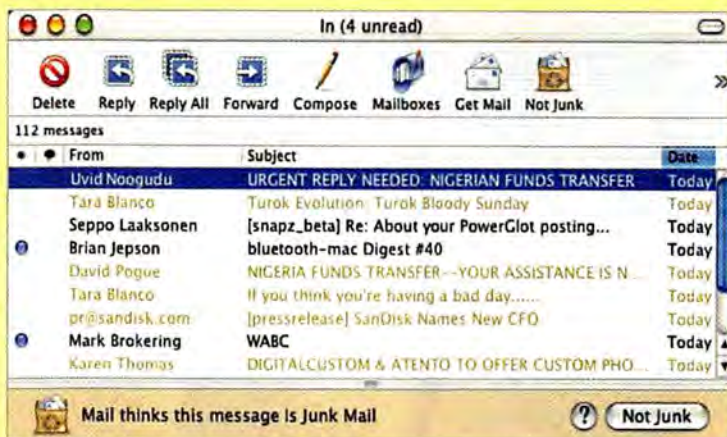 In (4 unread)
Delete Reply Reply All Forward Compose Mailboxes Get Mail Not Junk
112 messages
From Subject Date
Uvid Noogudu URGENT REPLY NEEDED: NIGERIAN FUNDS TRANSFER Today
Tara Blanco Turok Evolution: Turok Bloody Sunday Today
Seppo Laaksonen [snapz_beta] Re: About your PowerGlot posting... Today
Brian Jepson bluetooth-mac Digest #40 Today
David Pogue NIGERIA FUNDS TRANSFER--YOUR ASSISTANCE IS N... Today
Tara Blanco If you think you're having a bad day...... Today
pr@sandisk.com [pressrelease] SanDisk Names New CFO Today
Mark Brokering WABC Today
Karen Thomas DIGITALCUSTOM & ATENTO TO OFFER CUSTOM PHO... Today
Mail thinks this message is Junk Mail ? Not Junk